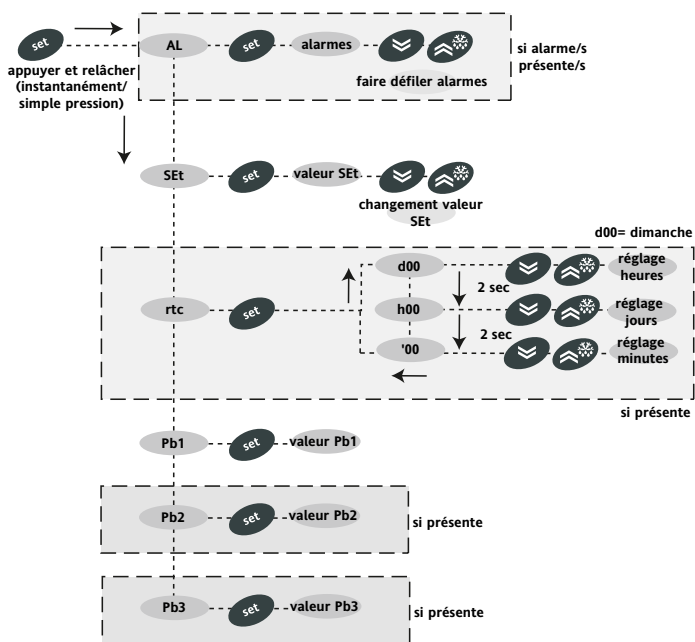 set
AL
set
alarmes
si alarme/s
présente/s
appuyer et relâcher
(instantanément/
simple pression)
faire défiler alarmes
SEt
set
valeur SEt
changement valeur
SEt
d00= dimanche
d00
réglage
heures
2 sec
rtc
set
h00
réglage
jours
2 sec
'00
réglage
minutes
si présente
Pb1
set
valeur Pb1
Pb2
set
valeur Pb2
si présente
Pb3
set
valeur Pb3
si présente